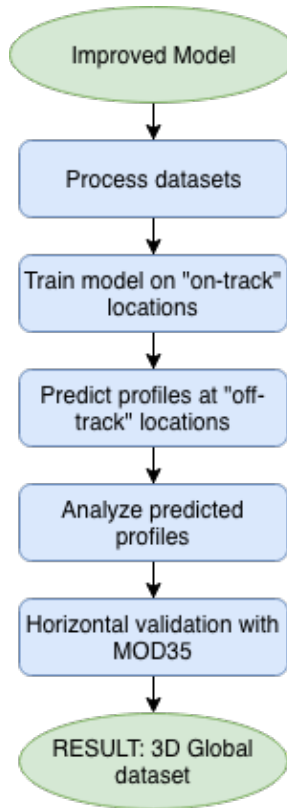 Improved Model
Process datasets
Train model on "on-track"
locations
Predict profiles at "off-
track" locations
Analyze predicted
profiles
Horizontal validation with
MOD35
RESULT: 3D Global
dataset